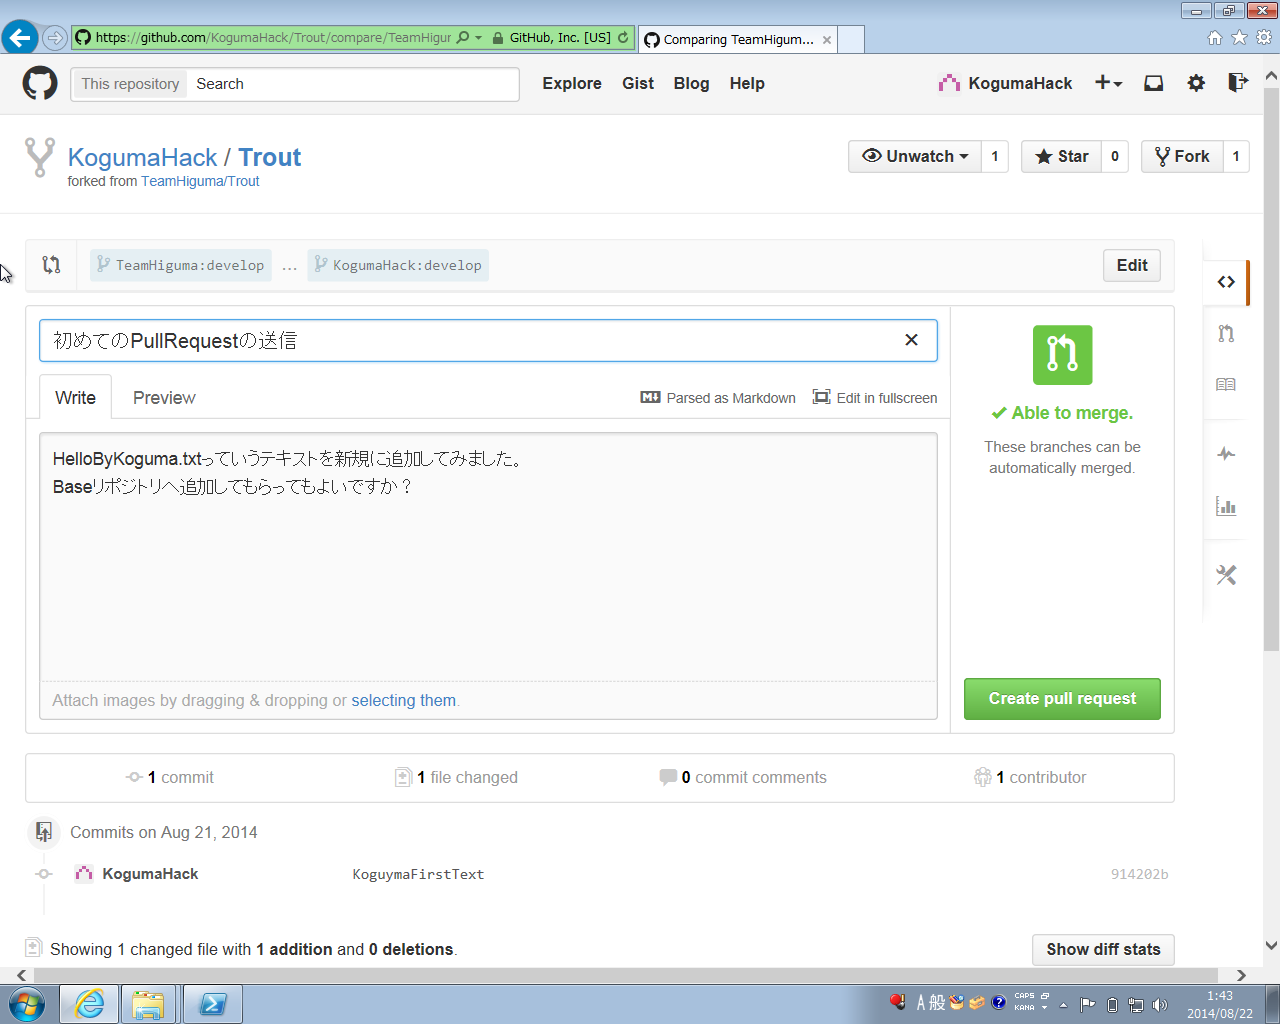 https://github.com/KogumaHack/Trout/compare/TeamHigur
GitHub, Inc. [US]
Comparing TeamHigum...
This repository
Search
Explore
Gist
Blog
Help
KogumaHack
KogumaHack / Trout
forked from TeamHiguma/Trout
Unwatch
1
Star
0
Fork
1
TeamHiguma:develop
...
KogumaHack:develop
Edit
初めてのPullRequestの送信
Write
Preview
Parsed as Markdown
Edit in fullscreen
HelloByKoguma.txtっていうテキストを新規に追加してみました。
Baseリポジトリへ追加してもらってもよいですか？
Attach images by dragging & dropping or selecting them.
Able to merge.
These branches can be
automatically merged.
Create pull request
1 commit
1 file changed
0 commit comments
1 contributor
Commits on Aug 21, 2014
KogumaHack
KoguymaFirstText
914202b
Showing 1 changed file with 1 addition and 0 deletions.
Show diff stats
A 般
CAPS
KANA
1:43
2014/08/22